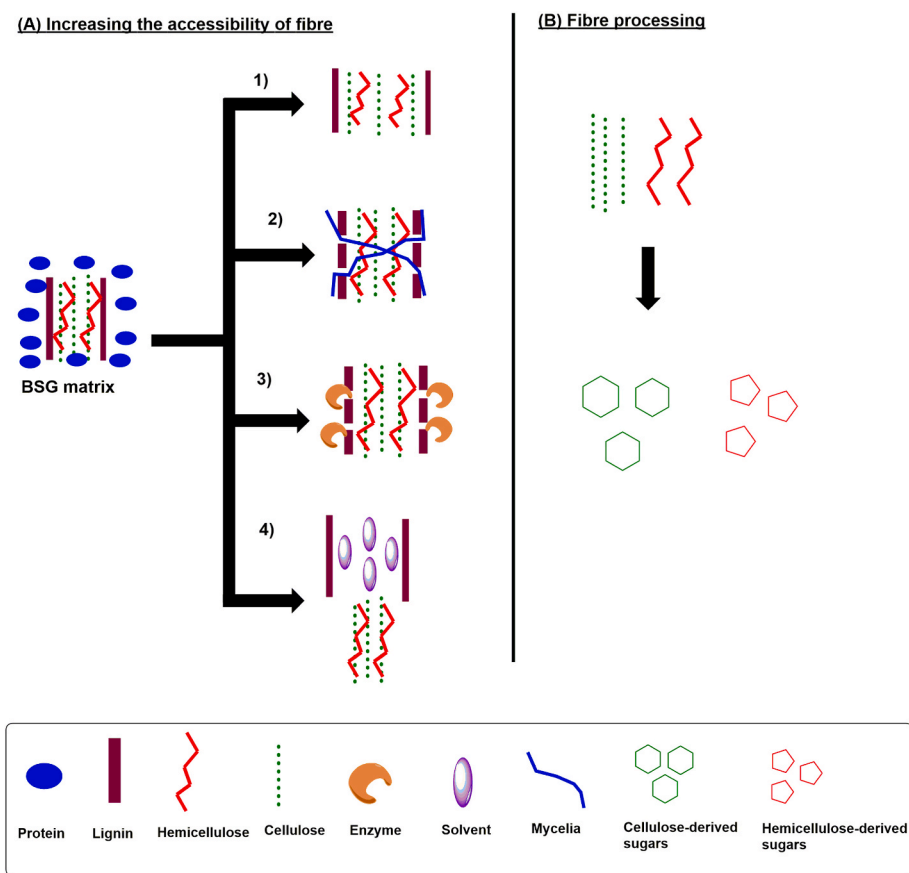 (A) Increasing the accessibility of fibre
(B) Fibre processing
1)
2)
BSG matrix
3)
4)
Protein
Lignin
Hemicellulose
Cellulose
Enzyme
Solvent
Mycelia
Cellulose-derived
sugars
Hemicellulose-derived
sugars